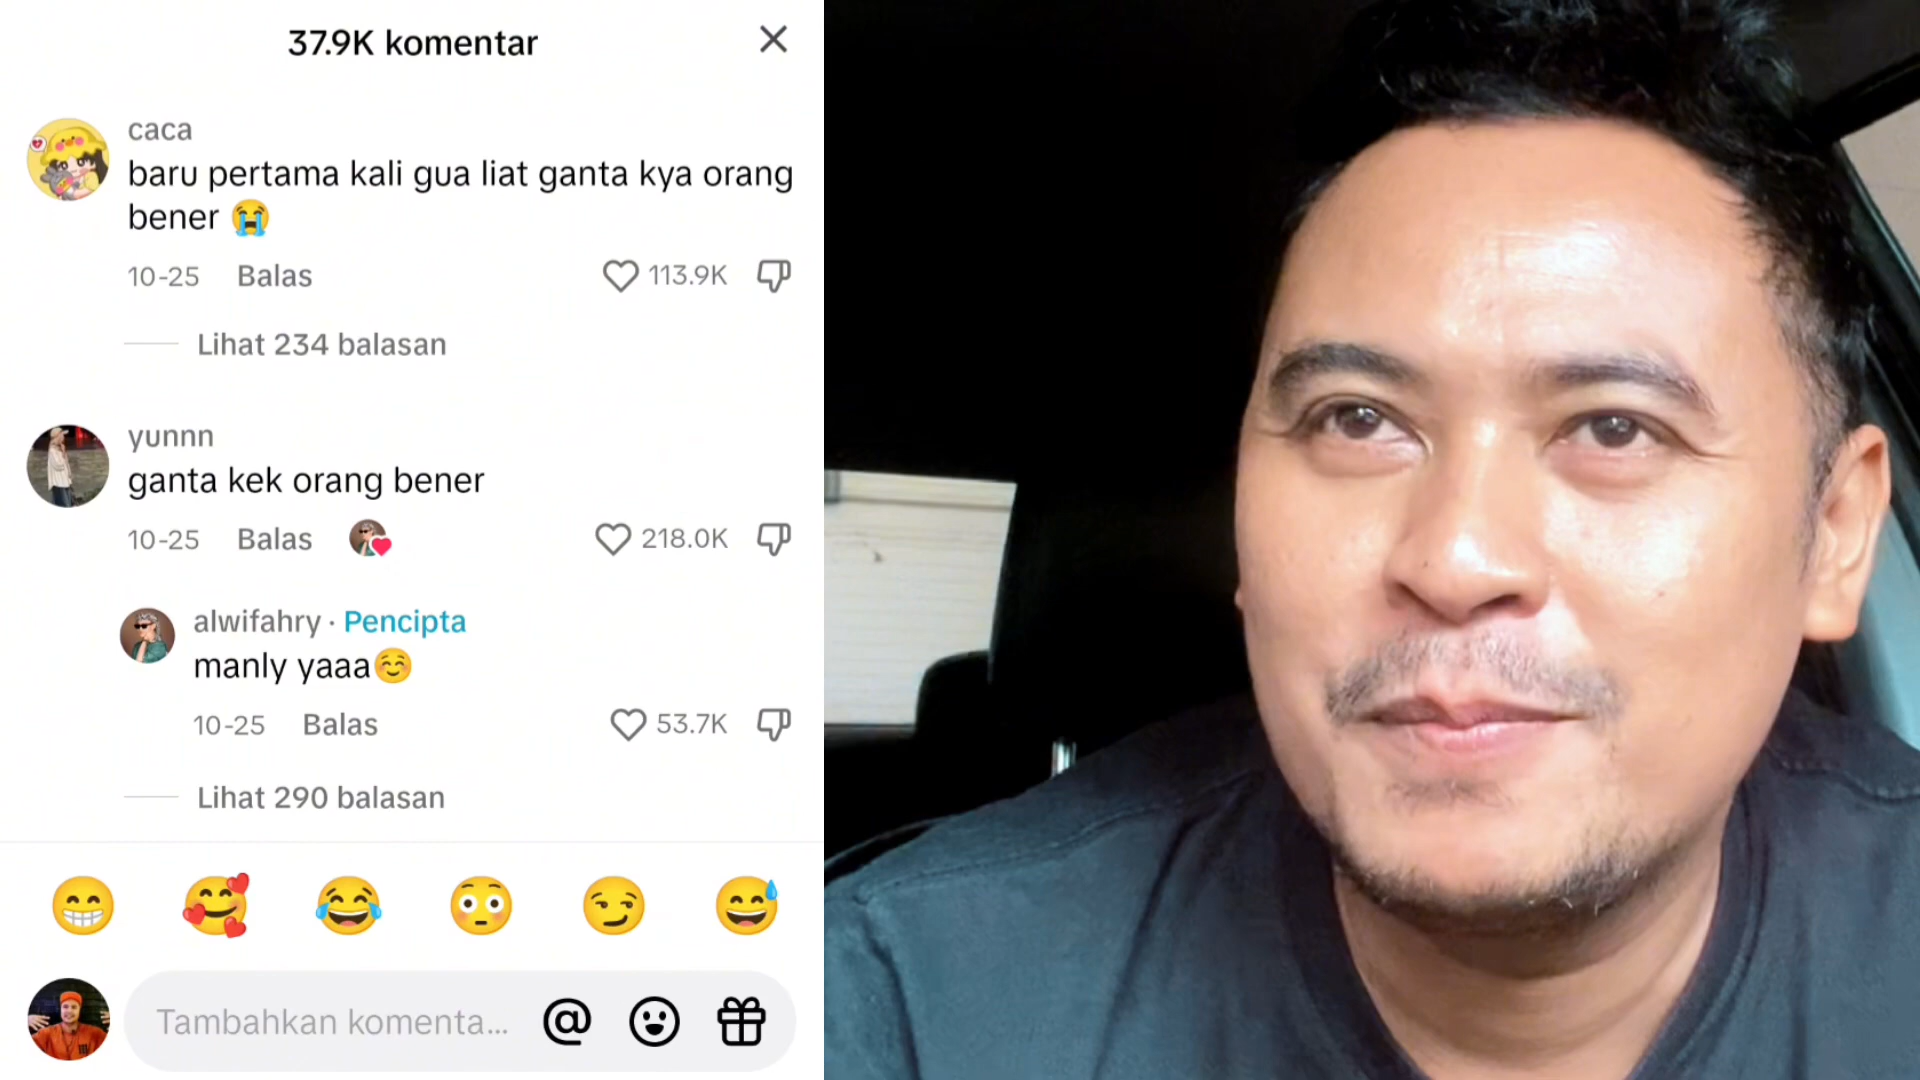 37.9K komentar
caca
baru pertama kali gua liat ganta kya orang
bener 😭
10-25 Balas 113.9K
Lihat 234 balasan
yunnn
ganta kek orang bener
10-25 Balas 218.0K
alwifahry · Pencipta
manly yaaa☺️
10-25 Balas 53.7K
Lihat 290 balasan
Tambahkan komenta... @